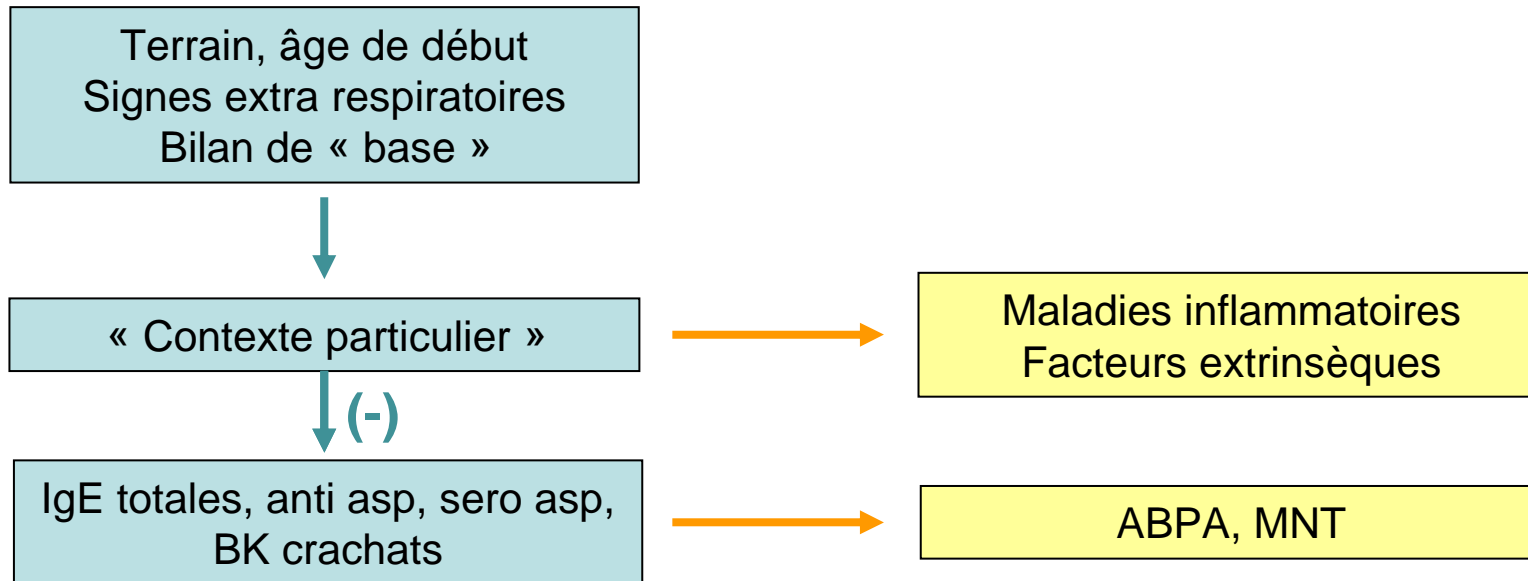 Terrain, âge de début
Signes extra respiratoires
Bilan de « base »
« Contexte particulier »
Maladies inflammatoires
Facteurs extrinsèques
(-)
IgE totales, anti asp, sero asp,
BK crachats
ABPA, MNT